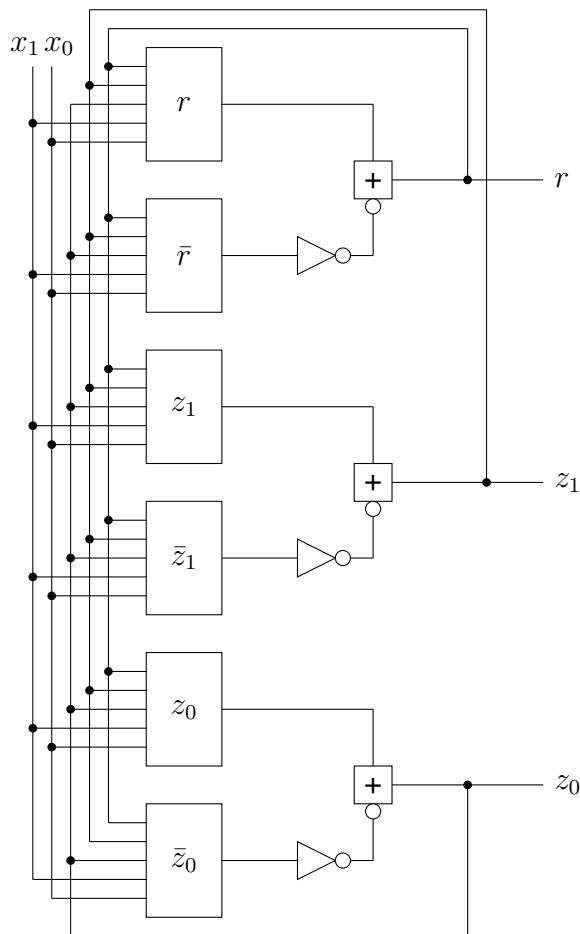 x₁ x₀
r
+
r
r̄
z₁
+
z₁
z̄₁
z₀
+
z₀
z̄₀